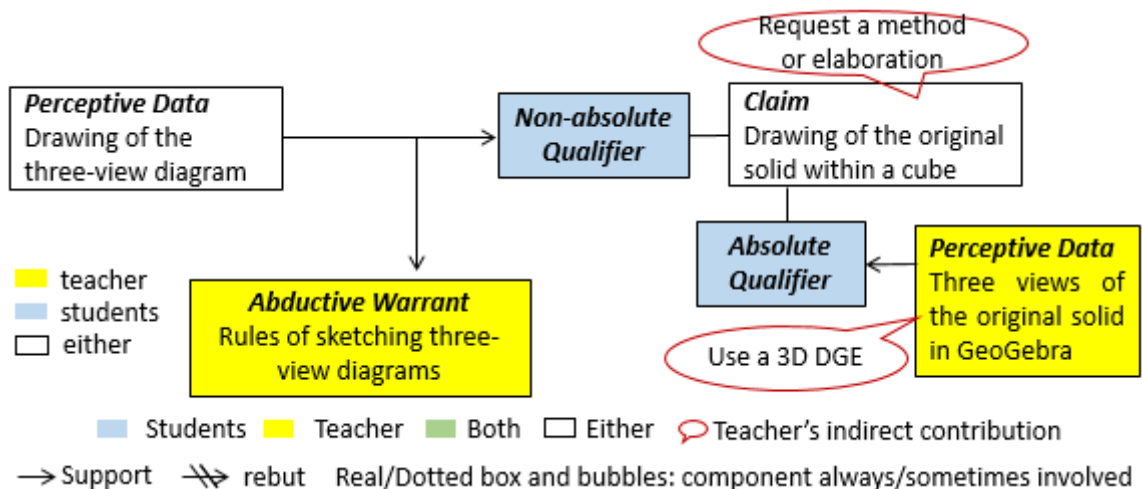 Request a method
or elaboration
Perceptive Data
Drawing of the
three-view diagram
Non-absolute
Qualifier
Claim
Drawing of the original
solid within a cube
Absolute
Qualifier
Perceptive Data
Three views of
the original solid
in GeoGebra
teacher
students
either
Abductive Warrant
Rules of sketching three-
view diagrams
Use a 3D DGE
Students Teacher Both Either Teacher's indirect contribution
Support rebut Real/Dotted box and bubbles: component always/sometimes involved